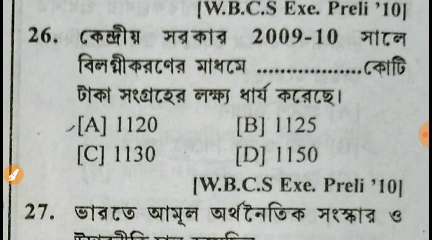 [W.B.C.S Exe. Preli '10]
26. কেন্দ্রীয় সরকার 2009-10 সালে
বিলগ্নীকরণের মাধ্যমে ..................কোটি
টাকা সংগ্রহের লক্ষ্য ধার্য করেছে।
[A] 1120 [B] 1125
[C] 1130 [D] 1150
[W.B.C.S Exe. Preli '10]
27. ভারতে আমূল অর্থনৈতিক সংস্কার ও